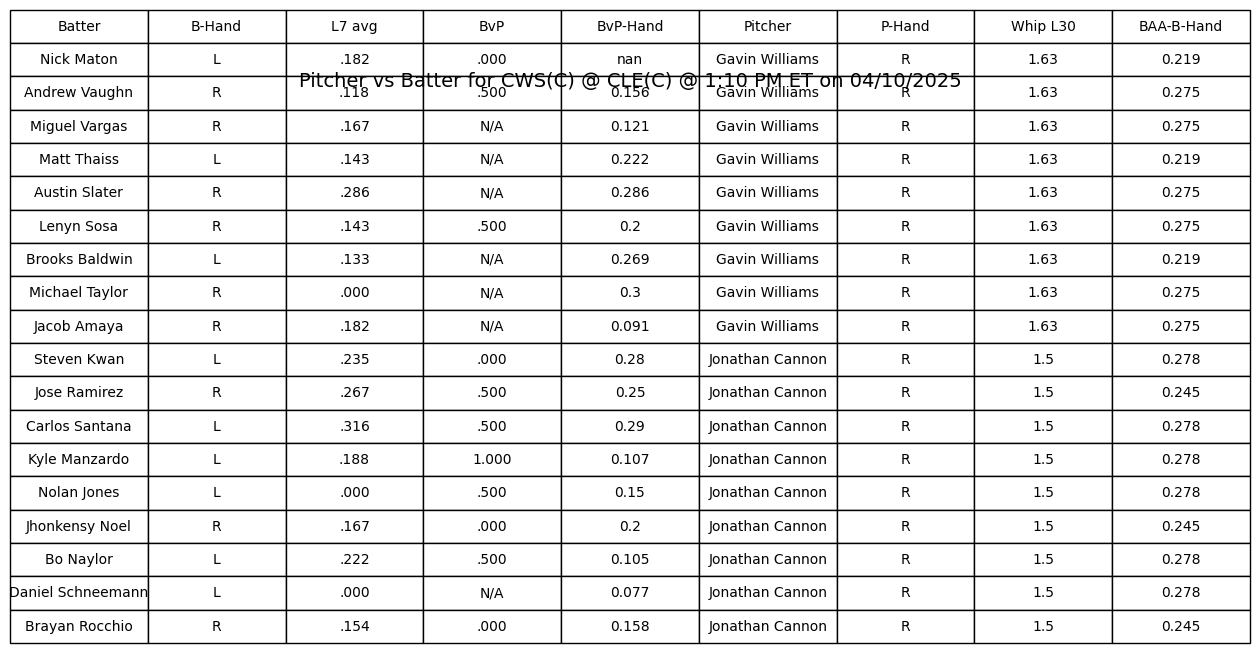 Batter B-Hand L7 avg BvP BvP-Hand Pitcher P-Hand Whip L30 BAA-B-Hand
Nick Maton L .182 .000 nan Gavin Williams R 1.63 0.219
Pitcher vs Batter for CWS(C) @ CLE(C) @ 1:10 PM ET on 04/10/2025
Andrew Vaughn R .118 .500 0.156 Gavin Williams R 1.63 0.275
Miguel Vargas R .167 N/A 0.121 Gavin Williams R 1.63 0.275
Matt Thaiss L .143 N/A 0.222 Gavin Williams R 1.63 0.219
Austin Slater R .286 N/A 0.286 Gavin Williams R 1.63 0.275
Lenyn Sosa R .143 .500 0.2 Gavin Williams R 1.63 0.275
Brooks Baldwin L .133 N/A 0.269 Gavin Williams R 1.63 0.219
Michael Taylor R .000 N/A 0.3 Gavin Williams R 1.63 0.275
Jacob Amaya R .182 N/A 0.091 Gavin Williams R 1.63 0.275
Steven Kwan L .235 .000 0.28 Jonathan Cannon R 1.5 0.278
Jose Ramirez R .267 .500 0.25 Jonathan Cannon R 1.5 0.245
Carlos Santana L .316 .500 0.29 Jonathan Cannon R 1.5 0.278
Kyle Manzardo L .188 1.000 0.107 Jonathan Cannon R 1.5 0.278
Nolan Jones L .000 .500 0.15 Jonathan Cannon R 1.5 0.278
Jhonkensy Noel R .167 .000 0.2 Jonathan Cannon R 1.5 0.245
Bo Naylor L .222 .500 0.105 Jonathan Cannon R 1.5 0.278
Daniel Schneemann L .000 N/A 0.077 Jonathan Cannon R 1.5 0.278
Brayan Rocchio R .154 .000 0.158 Jonathan Cannon R 1.5 0.245